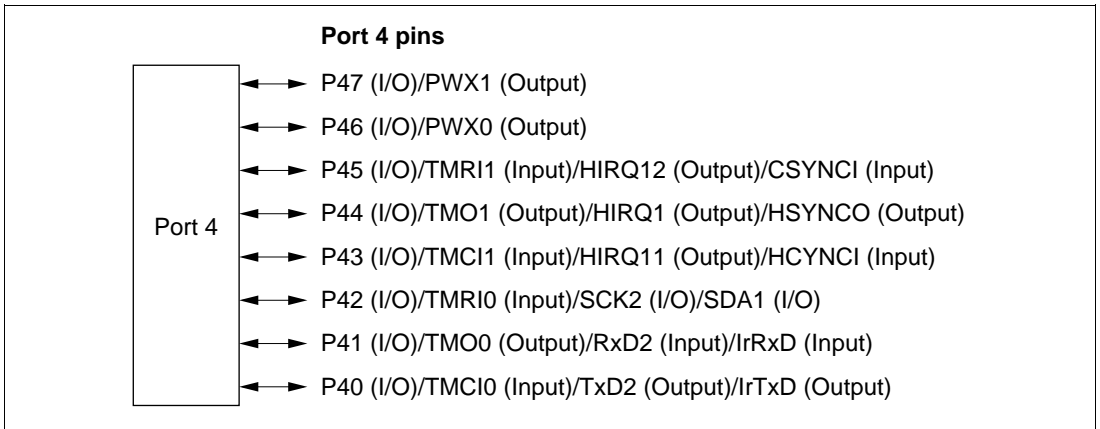 Port 4 pins
P47 (I/O)/PWX1 (Output)
P46 (I/O)/PWX0 (Output)
P45 (I/O)/TMRI1 (Input)/HIRQ12 (Output)/CSYNCI (Input)
Port 4
P44 (I/O)/TMO1 (Output)/HIRQ1 (Output)/HSYNCO (Output)
P43 (I/O)/TMCI1 (Input)/HIRQ11 (Output)/HCYNCI (Input)
P42 (I/O)/TMRI0 (Input)/SCK2 (I/O)/SDA1 (I/O)
P41 (I/O)/TMO0 (Output)/RxD2 (Input)/IrRxD (Input)
P40 (I/O)/TMCI0 (Input)/TxD2 (Output)/IrTxD (Output)